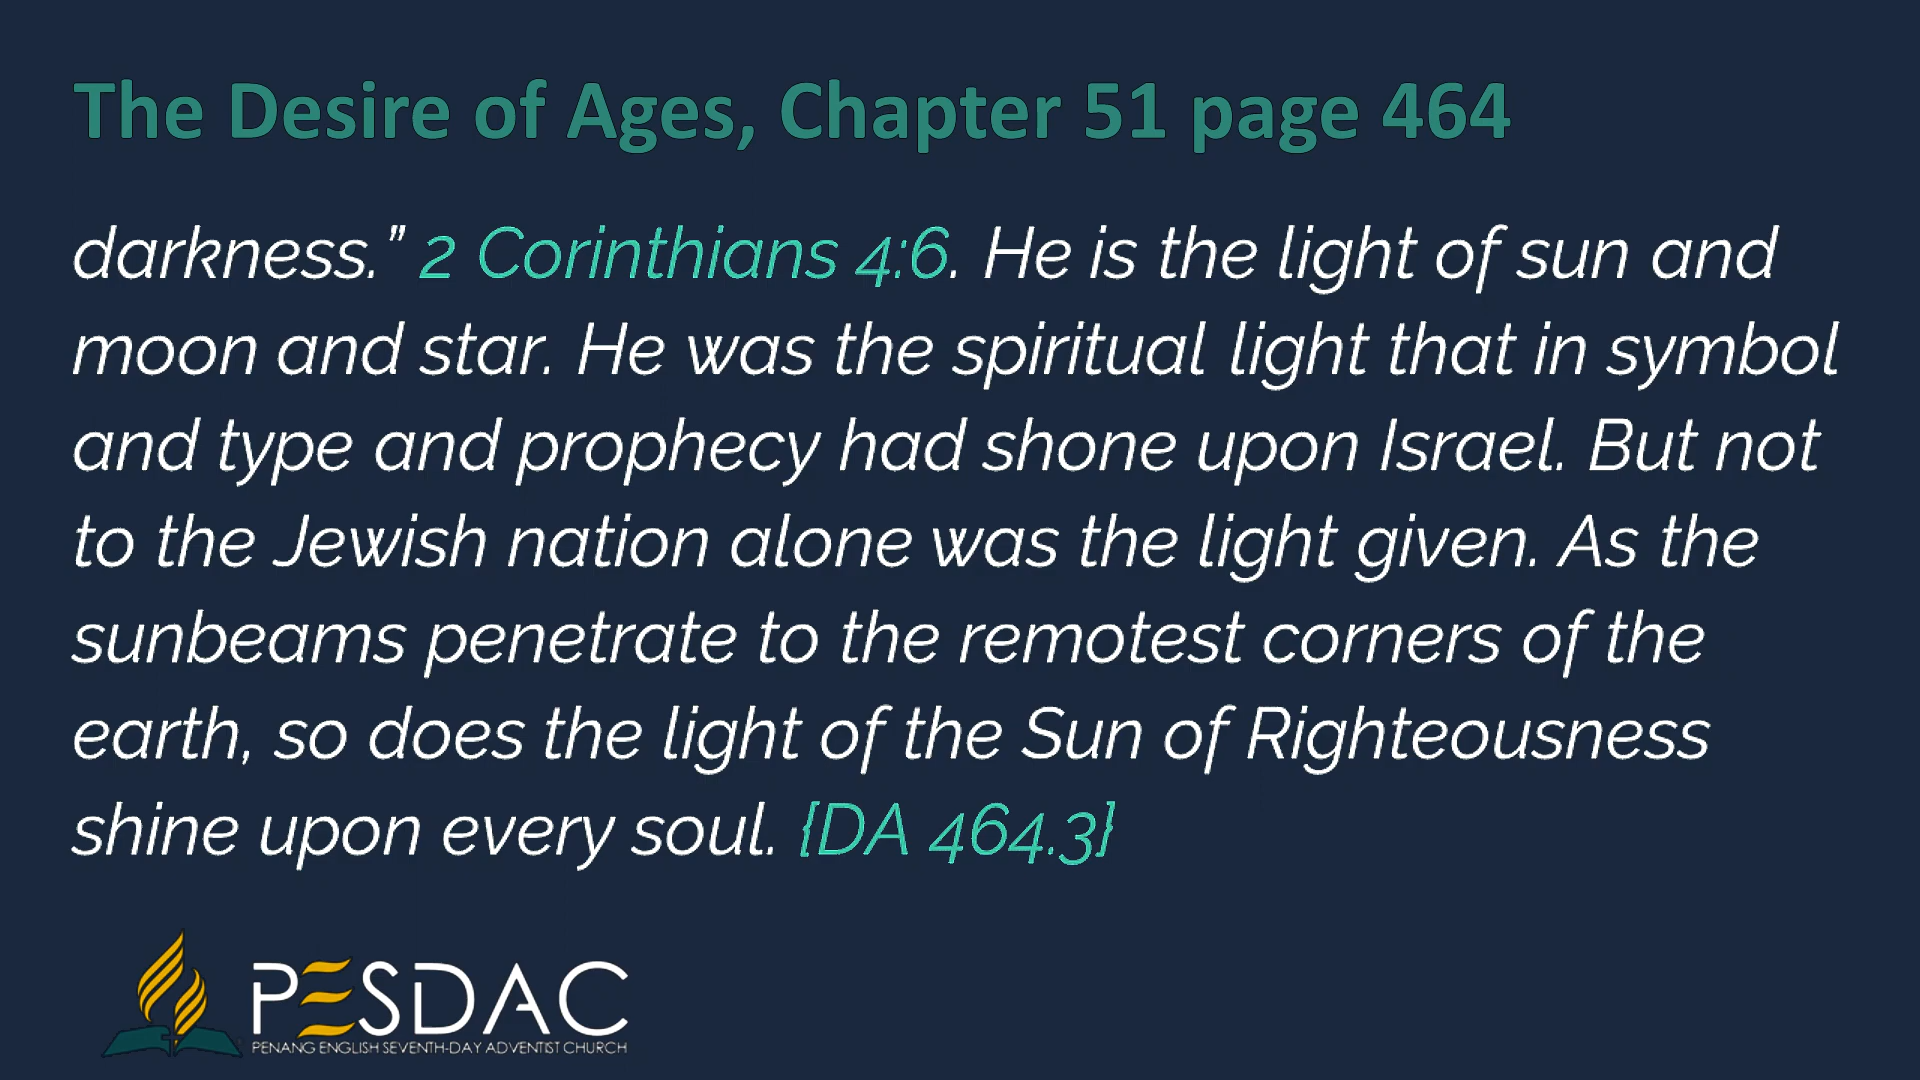 The Desire of Ages, Chapter 51 page 464
darkness.” 2 Corinthians 4:6. He is the light of sun and
moon and star. He was the spiritual light that in symbol
and type and prophecy had shone upon Israel. But not
to the Jewish nation alone was the light given. As the
sunbeams penetrate to the remotest corners of the
earth, so does the light of the Sun of Righteousness
shine upon every soul. {DA 464.3}
PESDAC
PENANG ENGLISH SEVENTH-DAY ADVENTIST CHURCH